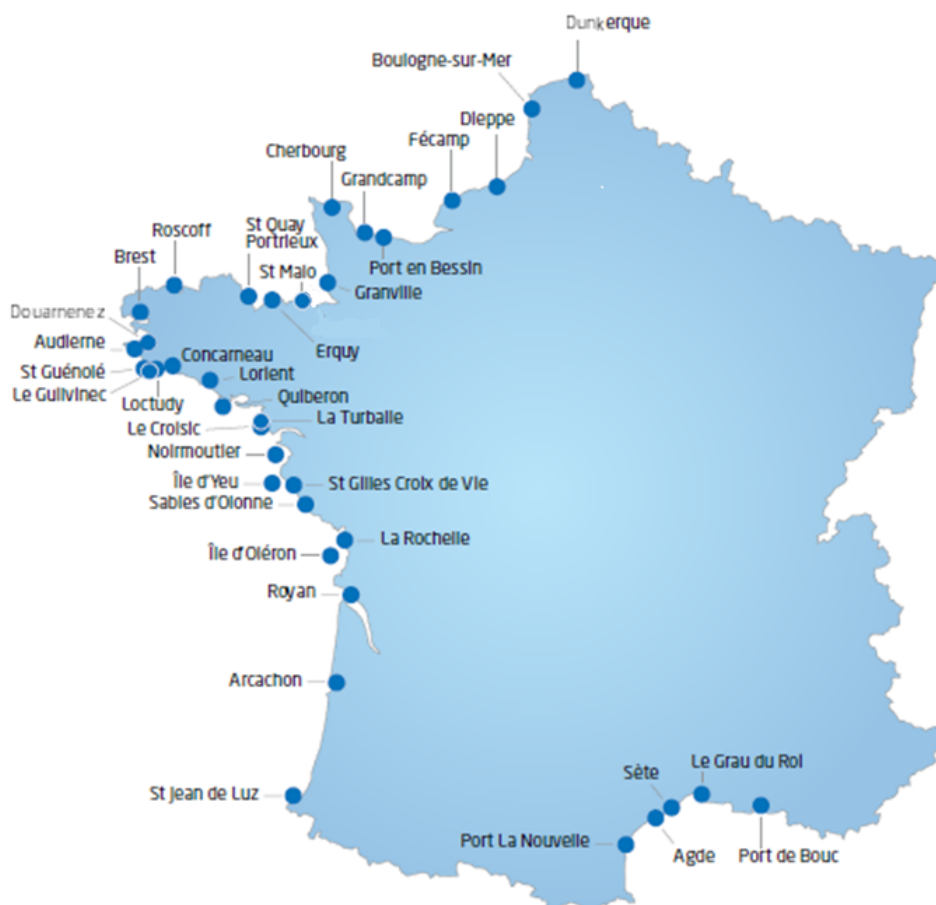 Dunkerque
Boulogne-sur-Mer
Dieppe
Fécamp
Cherbourg
Grandcamp
St Quay
Portrieux
Roscoff
Brest
St Malo
Port en Bessin
Granville
Douarnenez
Audierne
Erquy
Concarneau
St Guénolé
Lorient
Le Guilvinec
Quiberon
Loctudy
La Turballe
Le Croisic
Noirmoutier
Île d'Yeu
St Gilles Croix de Vie
Sables d'Olonne
La Rochelle
Île d'Oléron
Royan
Arcachon
Le Grau du Roi
Sète
St Jean de Luz
Port La Nouvelle
Agde
Port de Bouc